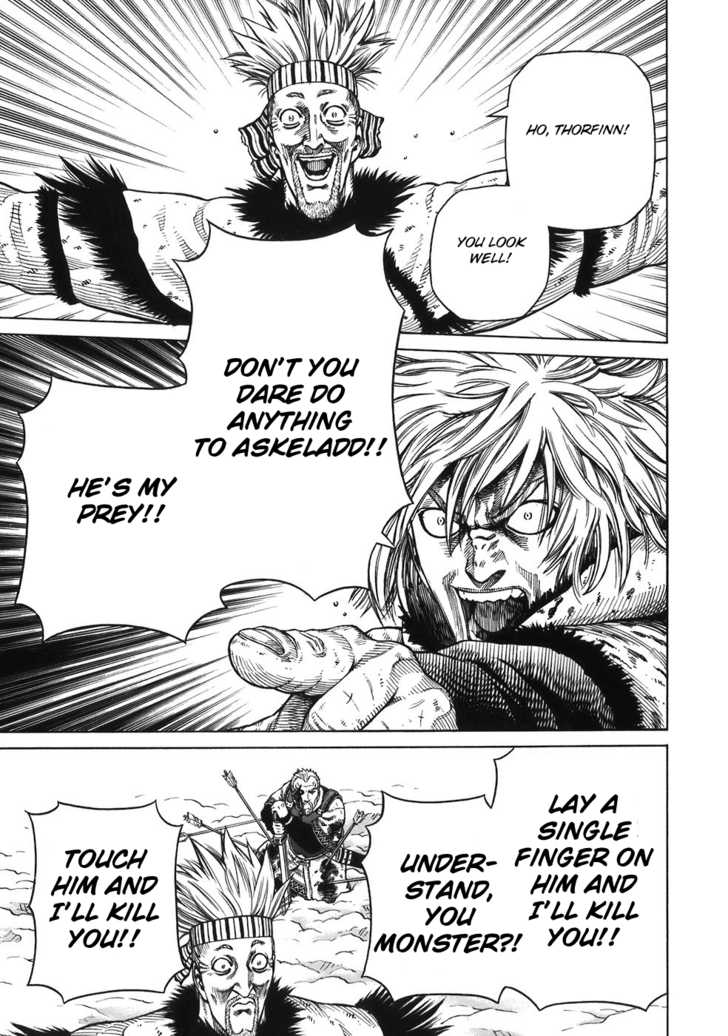 HO, THORFINN!
YOU LOOK
WELL!
DON'T YOU
DARE DO
ANYTHING
TO ASKELADD!!
HE'S MY
PREY!!
LAY A
SINGLE
FINGER ON
HIM AND
I'LL KILL
YOU!!
UNDER-
STAND,
YOU
MONSTER?!
TOUCH
HIM AND
I'LL KILL
YOU!!